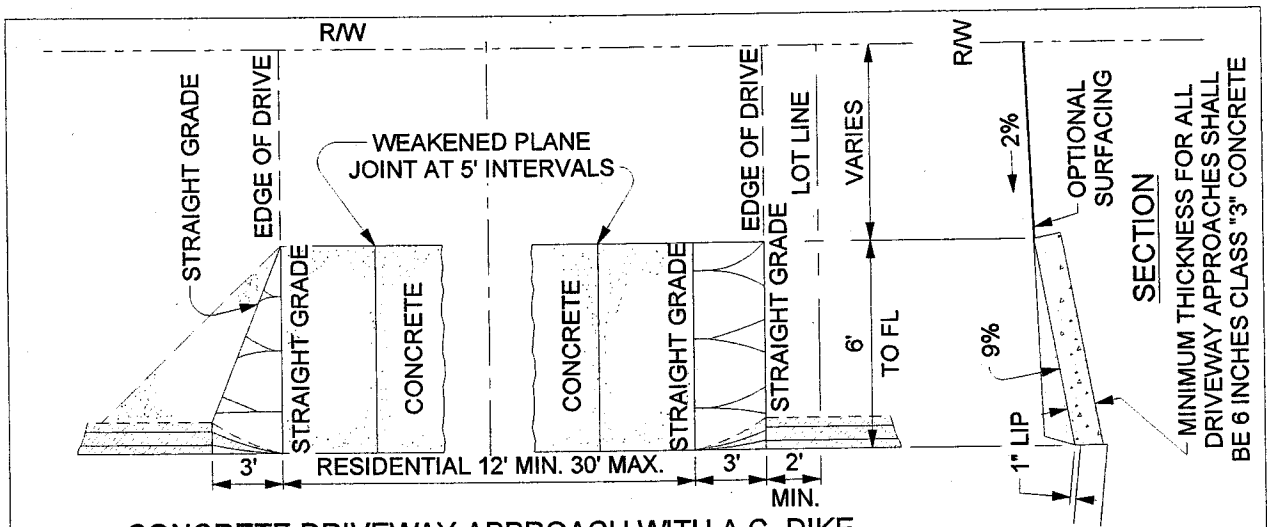 R/W
STRAIGHT GRADE
EDGE OF DRIVE
WEAKENED PLANE
JOINT AT 5' INTERVALS
EDGE OF DRIVE
LOT LINE
VARIES
R/W
2%
OPTIONAL
SURFACING
SECTION
MINIMUM THICKNESS FOR ALL
DRIVEWAY APPROACHES SHALL
BE 6 INCHES CLASS "3" CONCRETE
STRAIGHT GRADE
CONCRETE
CONCRETE
STRAIGHT GRADE
STRAIGHT GRADE
6'
TO FL
9%
1" LIP
3'
RESIDENTIAL 12' MIN. 30' MAX.
3'
2'
MIN.
CONCRETE DRIVEWAY APPROACH WITH A.C. DIKE